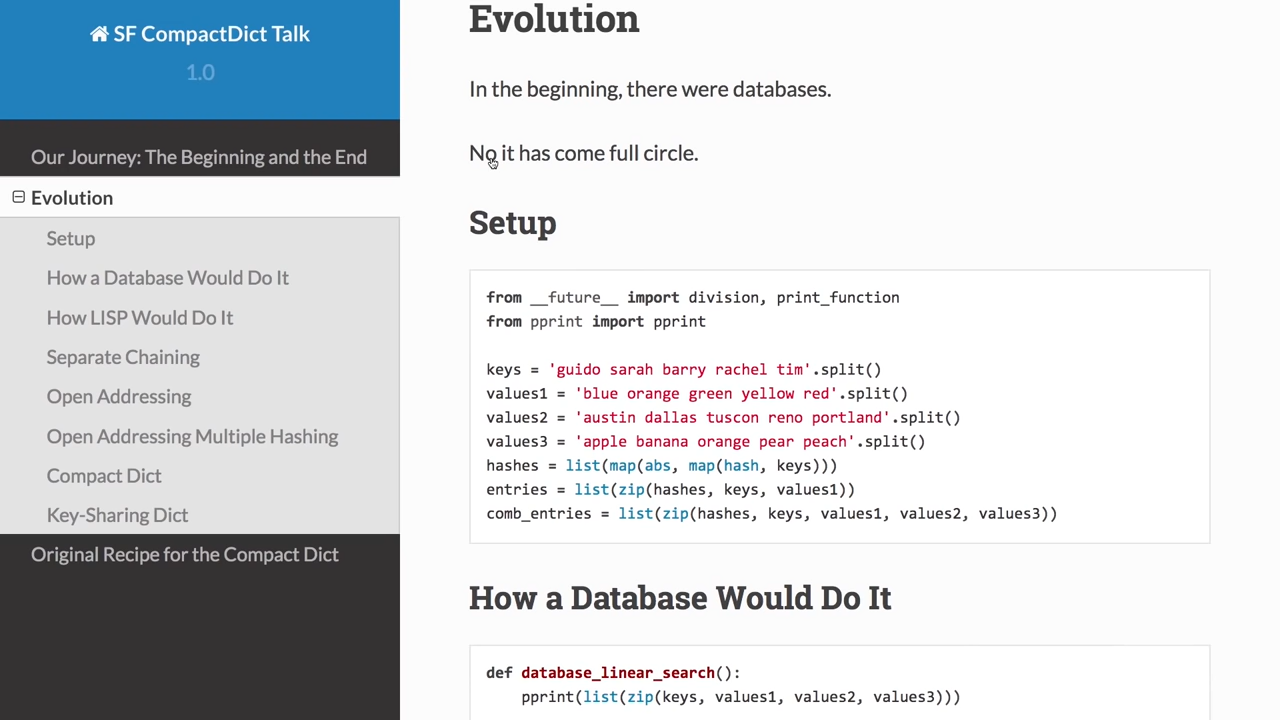 SF CompactDict Talk
1.0
Our Journey: The Beginning and the End
Evolution
Setup
How a Database Would Do It
How LISP Would Do It
Separate Chaining
Open Addressing
Open Addressing Multiple Hashing
Compact Dict
Key-Sharing Dict
Original Recipe for the Compact Dict
Evolution
In the beginning, there were databases.
No it has come full circle.
Setup
from __future__ import division, print_function
from pprint import pprint
keys = 'guido sarah barry rachel tim'.split()
values1 = 'blue orange green yellow red'.split()
values2 = 'austin dallas tuscon reno portland'.split()
values3 = 'apple banana orange pear peach'.split()
hashes = list(map(abs, map(hash, keys)))
entries = list(zip(hashes, keys, values1))
comb_entries = list(zip(hashes, keys, values1, values2, values3))
How a Database Would Do It
def database_linear_search():
    pprint(list(zip(keys, values1, values2, values3)))